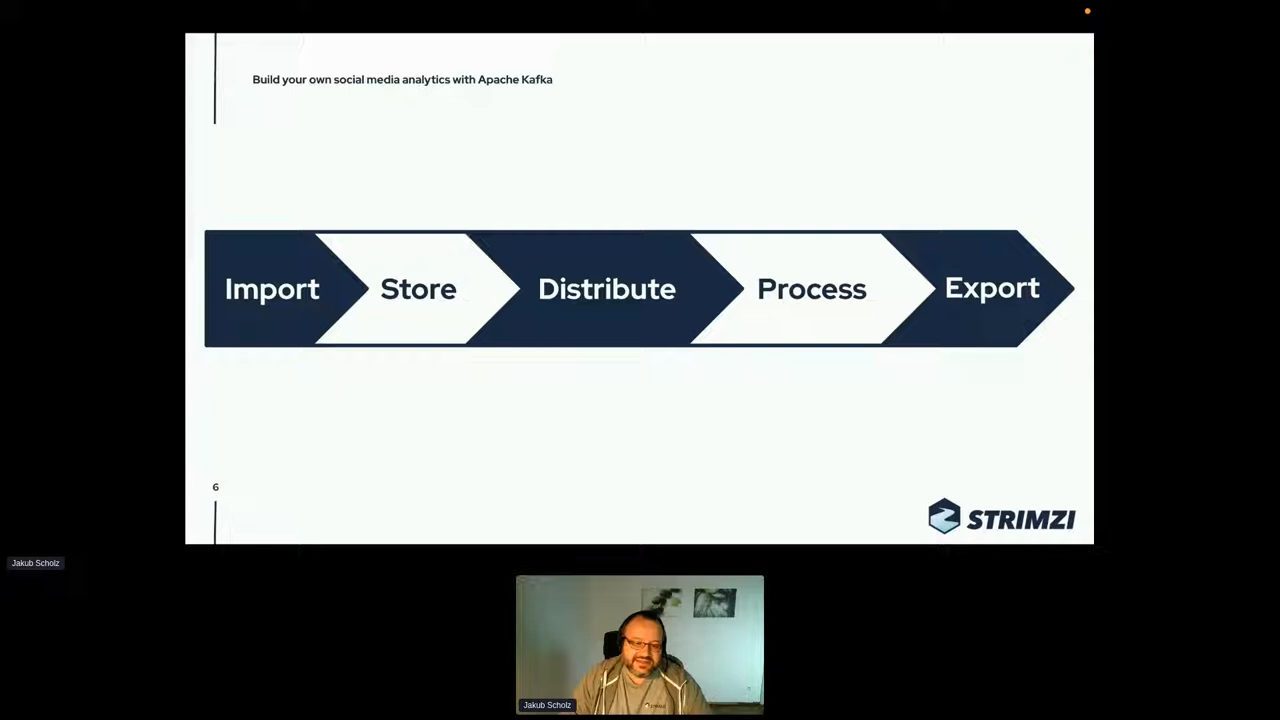 Build your own social media analytics with Apache Kafka
Import
Store
Distribute
Process
Export
6
STRIMZI
Jakub Scholz
Jakub Scholz